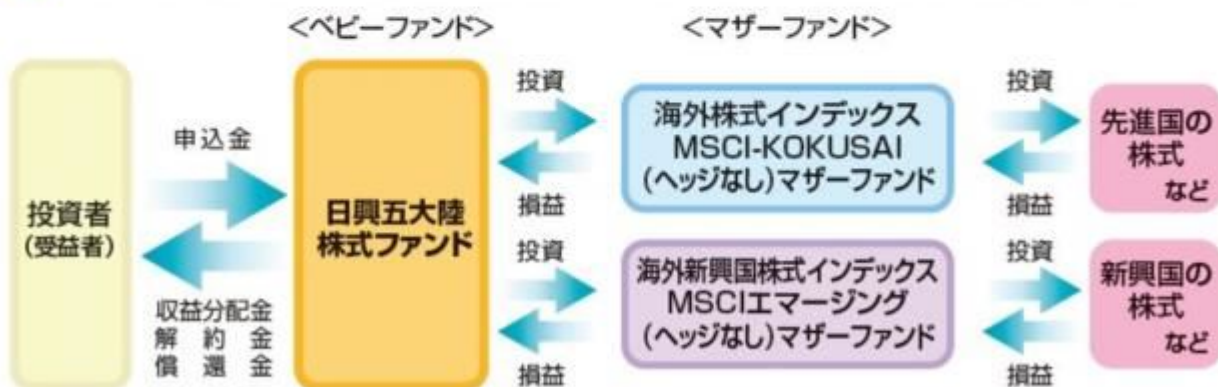 <ベビーファンド>
<マザーファンド>
投資者
(受益者)
申込金
収益分配金
解約金
償還金
日興五大陸
株式ファンド
投資
損益
海外株式インデックス
MSCI-KOKUSAI
(ヘッジなし)マザーファンド
投資
損益
先進国の
株式
など
投資
損益
海外新興国株式インデックス
MSCIエマージング
(ヘッジなし)マザーファンド
投資
損益
新興国の
株式
など